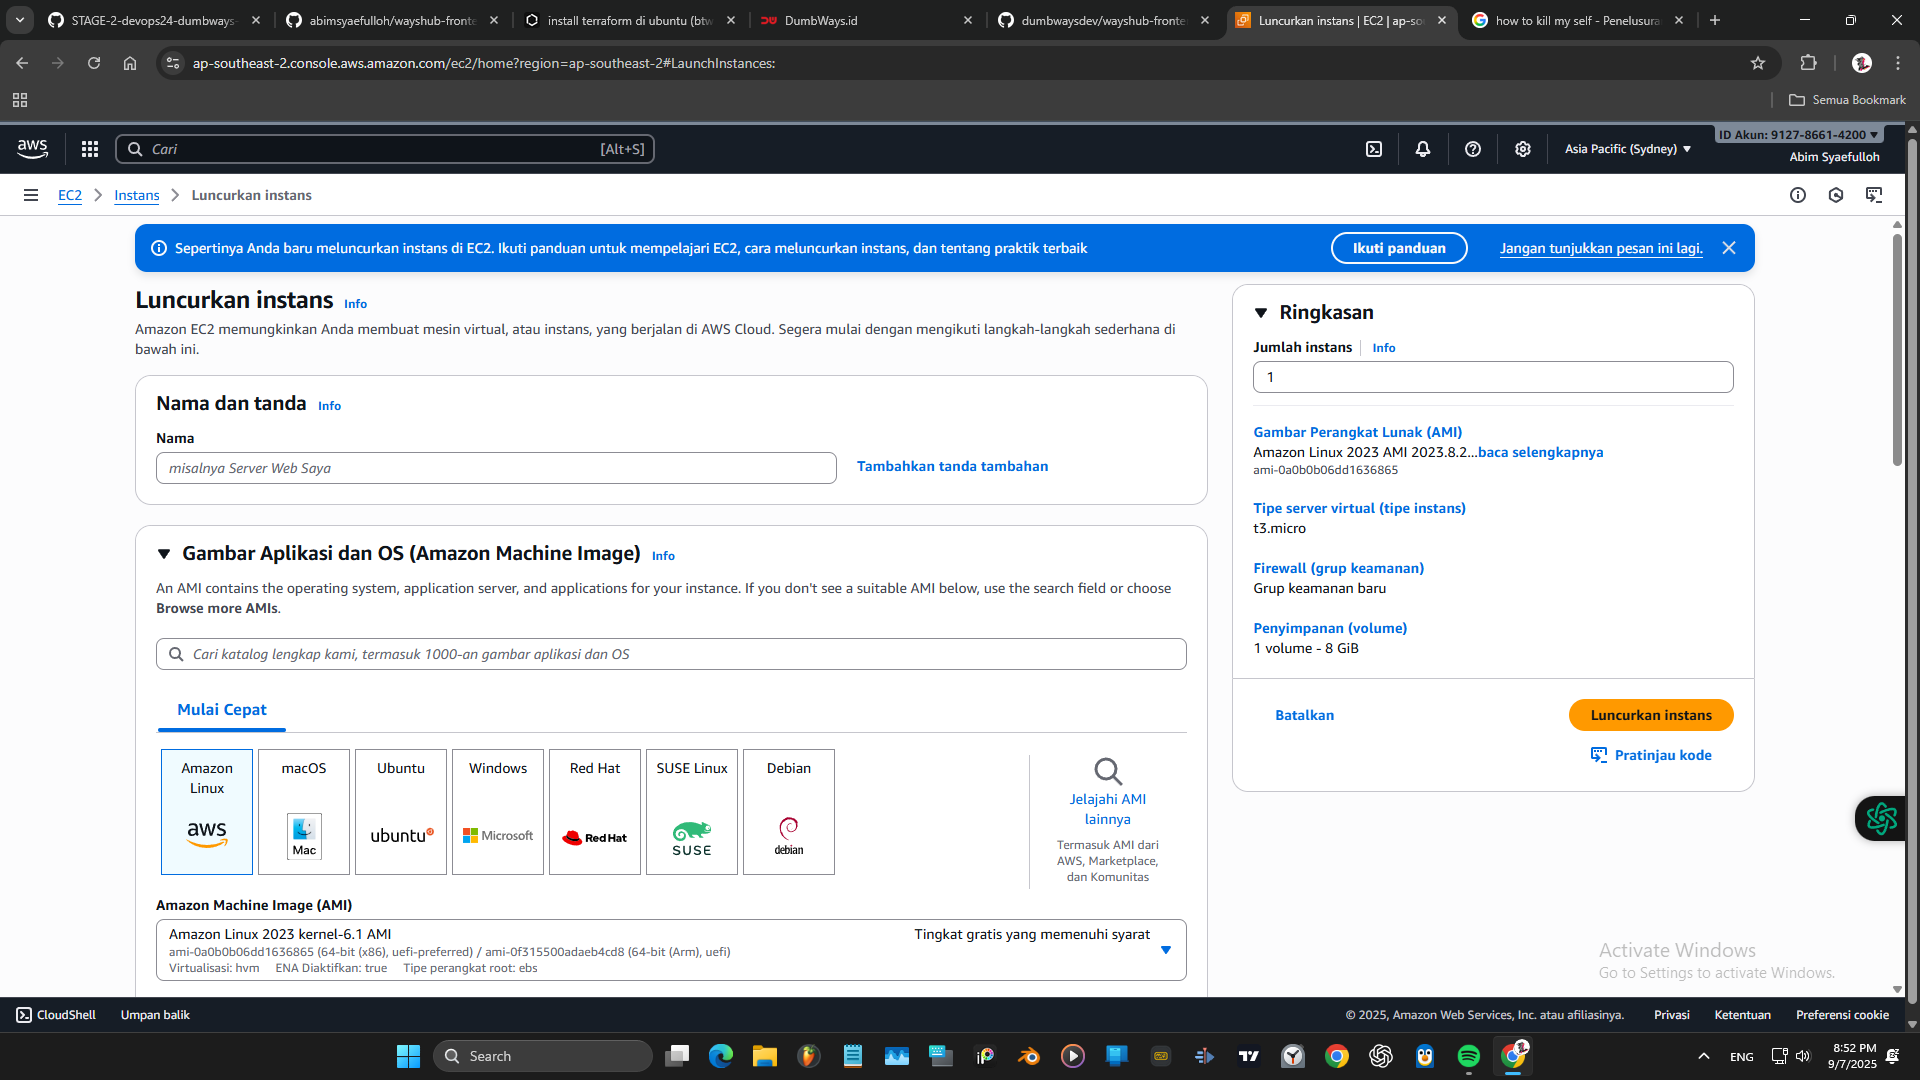 STAGE-2-devops24-dumbways-
abimsyaefulloh/wayshub-fronte
install terraform di ubuntu (btw
DumbWays.id
dumbwaysdev/wayshub-fronte
Luncurkan instans | EC2 | ap-so
how to kill my self - Penelusura
ap-southeast-2.console.aws.amazon.com/ec2/home?region=ap-southeast-2#LaunchInstances:
Semua Bookmark
aws
Cari
[Alt+S]
Asia Pacific (Sydney)
ID Akun: 9127-8661-4200
Abim Syaefulloh
EC2
Instans
Luncurkan instans
Sepertinya Anda baru meluncurkan instans di EC2. Ikuti panduan untuk mempelajari EC2, cara meluncurkan instans, dan tentang praktik terbaik
Ikuti panduan
Jangan tunjukkan pesan ini lagi.
Luncurkan instans Info
Amazon EC2 memungkinkan Anda membuat mesin virtual, atau instans, yang berjalan di AWS Cloud. Segera mulai dengan mengikuti langkah-langkah sederhana di
bawah ini.
Nama dan tanda Info
Nama
misalnya Server Web Saya
Tambahkan tanda tambahan
Gambar Aplikasi dan OS (Amazon Machine Image) Info
An AMI contains the operating system, application server, and applications for your instance. If you don't see a suitable AMI below, use the search field or choose
Browse more AMIs.
Cari katalog lengkap kami, termasuk 1000-an gambar aplikasi dan OS
Mulai Cepat
Amazon
Linux
aws
macOS
Mac
Ubuntu
ubuntu
Windows
Microsoft
Red Hat
Red Hat
SUSE Linux
SUSE
Debian
debian
Jelajahi AMI
lainnya
Termasuk AMI dari
AWS, Marketplace,
dan Komunitas
Amazon Machine Image (AMI)
Amazon Linux 2023 kernel-6.1 AMI
Tingkat gratis yang memenuhi syarat
ami-0a0b0b06dd1636865 (64-bit (x86), uefi-preferred) / ami-0f315500adaeb4cd8 (64-bit (Arm), uefi)
Virtualisasi: hvm ENA Diaktifkan: true Tipe perangkat root: ebs
Ringkasan
Jumlah instans Info
1
Gambar Perangkat Lunak (AMI)
Amazon Linux 2023 AMI 2023.8.2...baca selengkapnya
ami-0a0b0b06dd1636865
Tipe server virtual (tipe instans)
t3.micro
Firewall (grup keamanan)
Grup keamanan baru
Penyimpanan (volume)
1 volume - 8 GiB
Batalkan
Luncurkan instans
Pratinjau kode
Activate Windows
Go to Settings to activate Windows.
CloudShell
Umpan balik
© 2025, Amazon Web Services, Inc. atau afiliasinya.
Privasi
Ketentuan
Preferensi cookie
Search
ENG
8:52 PM
9/7/2025